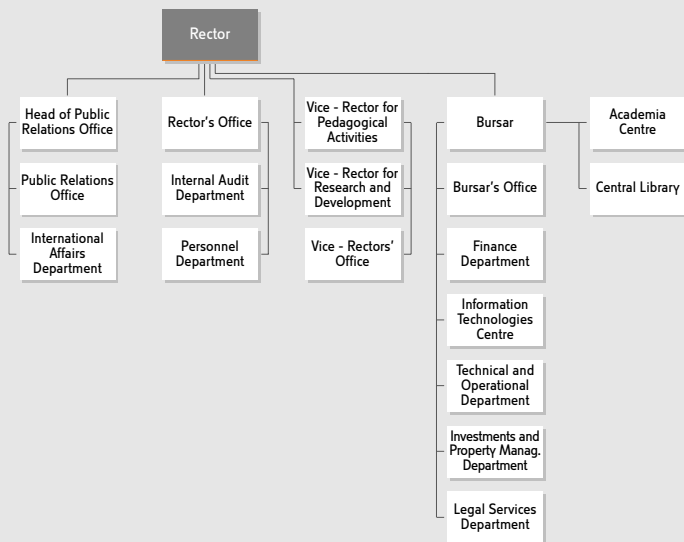 Rector
Head of Public
Relations Office
Public Relations
Office
International
Affairs
Department
Rector's Office
Internal Audit
Department
Personnel
Department
Vice - Rector for
Pedagogical
Activities
Vice - Rector for
Research and
Development
Vice - Rectors'
Office
Bursar
Bursar's Office
Finance
Department
Information
Technologies
Centre
Technical and
Operational
Department
Investments and
Property Manag.
Department
Legal Services
Department
Academia
Centre
Central Library